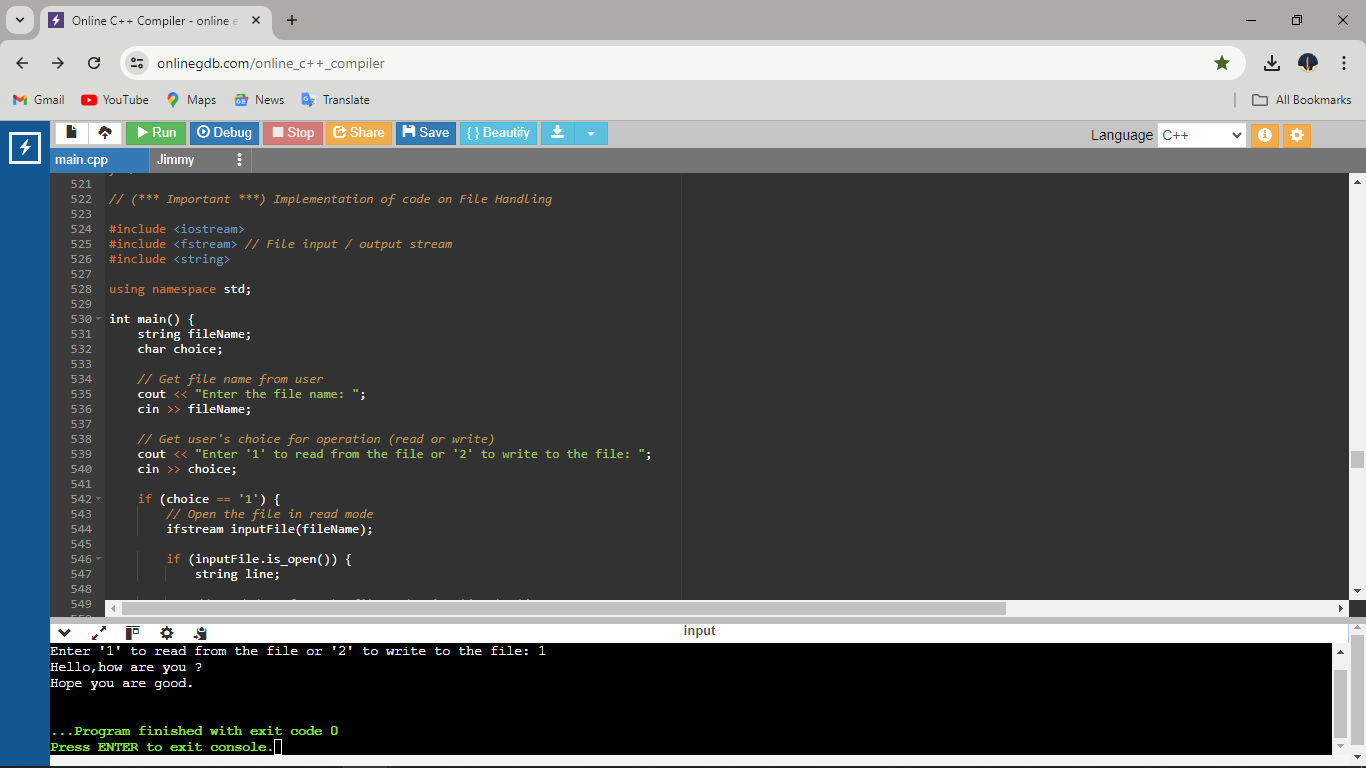 Online C++ Compiler - online e
onlinegdb.com/online_c++_compiler
Gmail YouTube Maps News Translate All Bookmarks
Run Debug Stop Share Save { } Beautify Language C++
main.cpp Jimmy
521
522 // (*** Important ***) Implementation of code on File Handling
523
524 #include <iostream>
525 #include <fstream> // File input / output stream
526 #include <string>
527
528 using namespace std;
529
530 int main() {
531 string fileName;
532 char choice;
533
534 // Get file name from user
535 cout << "Enter the file name: ";
536 cin >> fileName;
537
538 // Get user's choice for operation (read or write)
539 cout << "Enter '1' to read from the file or '2' to write to the file: ";
540 cin >> choice;
541
542 if (choice == '1') {
543 // Open the file in read mode
544 ifstream inputFile(fileName);
545
546 if (inputFile.is_open()) {
547 string line;
548
549
input
Enter '1' to read from the file or '2' to write to the file: 1
Hello,how are you ?
Hope you are good.
...Program finished with exit code 0
Press ENTER to exit console.